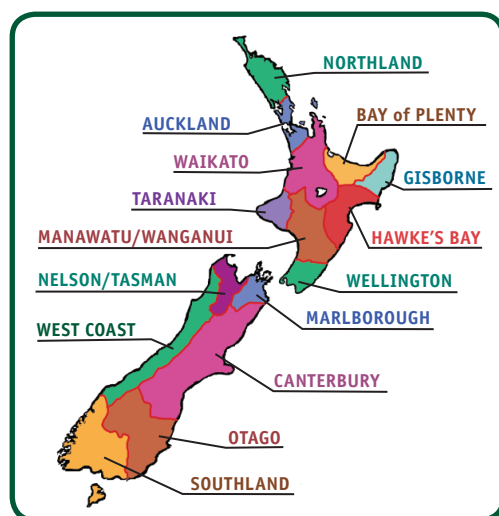 NORTHLAND
AUCKLAND
BAY of PLENTY
WAIKATO
GISBORNE
TARANAKI
MANAWATU/WANGANUI
HAWKE'S BAY
NELSON/TASMAN
WELLINGTON
MARLBOROUGH
WEST COAST
CANTERBURY
OTAGO
SOUTHLAND